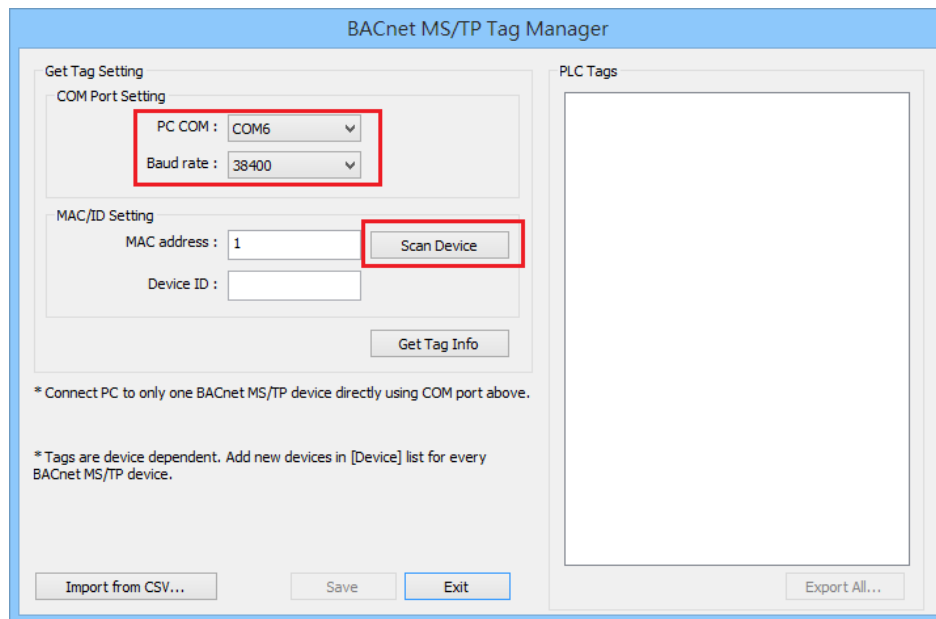 BACnet MS/TP Tag Manager
Get Tag Setting
COM Port Setting
PC COM : COM6
Baud rate : 38400
MAC/ID Setting
MAC address : 1 Scan Device
Device ID :
Get Tag Info
* Connect PC to only one BACnet MS/TP device directly using COM port above.
* Tags are device dependent. Add new devices in [Device] list for every
BACnet MS/TP device.
Import from CSV... Save Exit
PLC Tags
Export All...